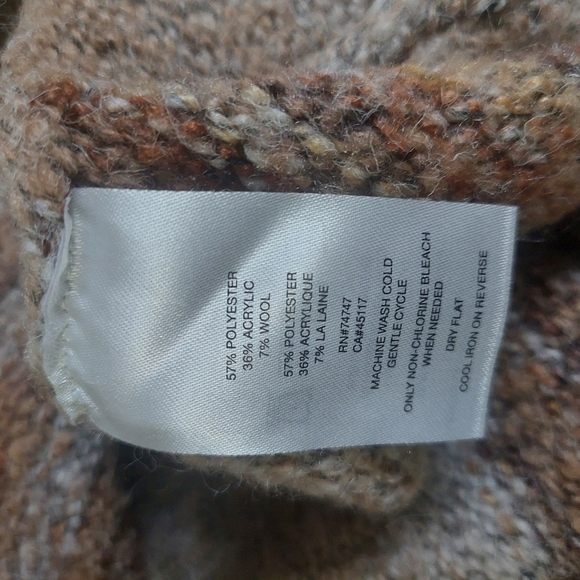 57% POLYESTER
36% ACRYLIC
7% WOOL
57% POLYESTER
36% ACRYLIQUE
7% LA LAINE
RN#74747
CA#45117
MACHINE WASH COLD
GENTLE CYCLE
ONLY NON-CHLORINE BLEACH
WHEN NEEDED
DRY FLAT
COOL IRON ON REVERSE